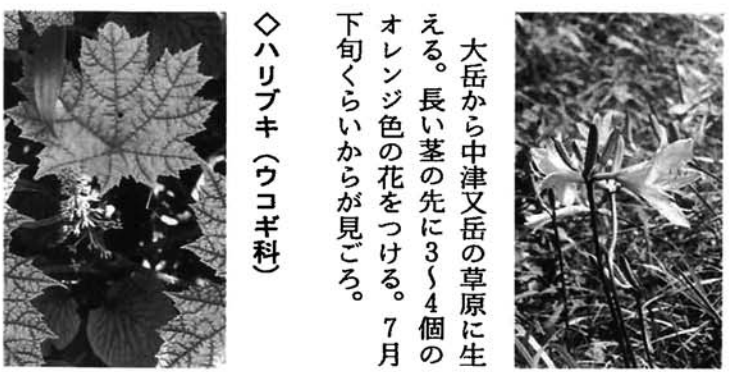 大岳から中津又岳の草原に生
える。長い茎の先に3〜4個の
オレンジ色の花をつける。7月
下旬くらいからが見ごろ。
◇ハリブキ（ウコギ科）